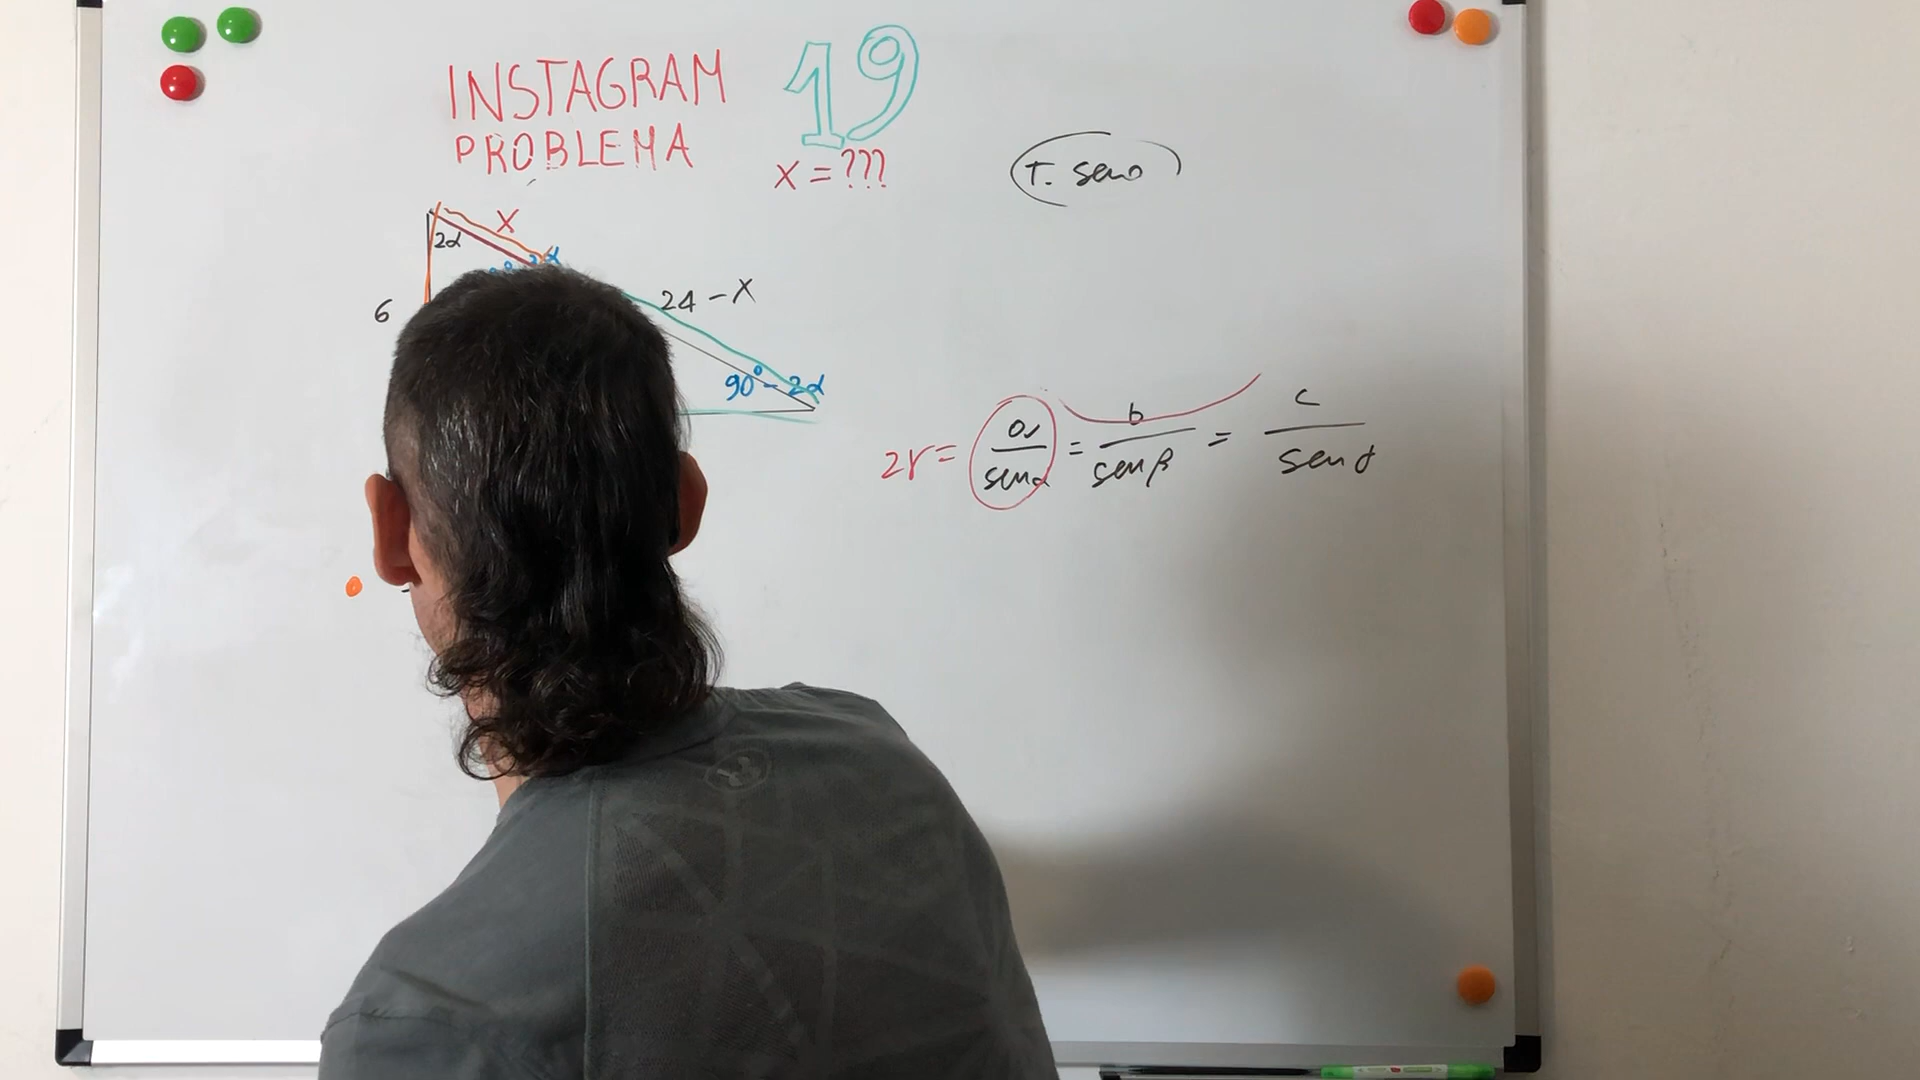 INSTAGRAM 19
PROBLEMA
x = ???
T. seno
x
2α
6
24 - x
90° - 2α
2r = a/senα = b/senβ = c/senγ